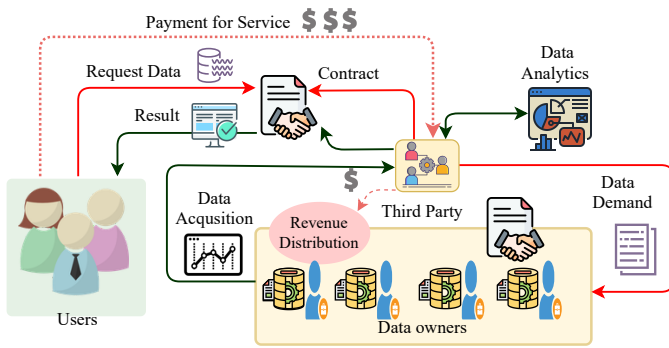 Payment for Service $ $ $
Data
Analytics
Request Data
Contract
Result
$
Data
Acqusition
Third Party
Data
Demand
Revenue
Distribution
Users
Data owners